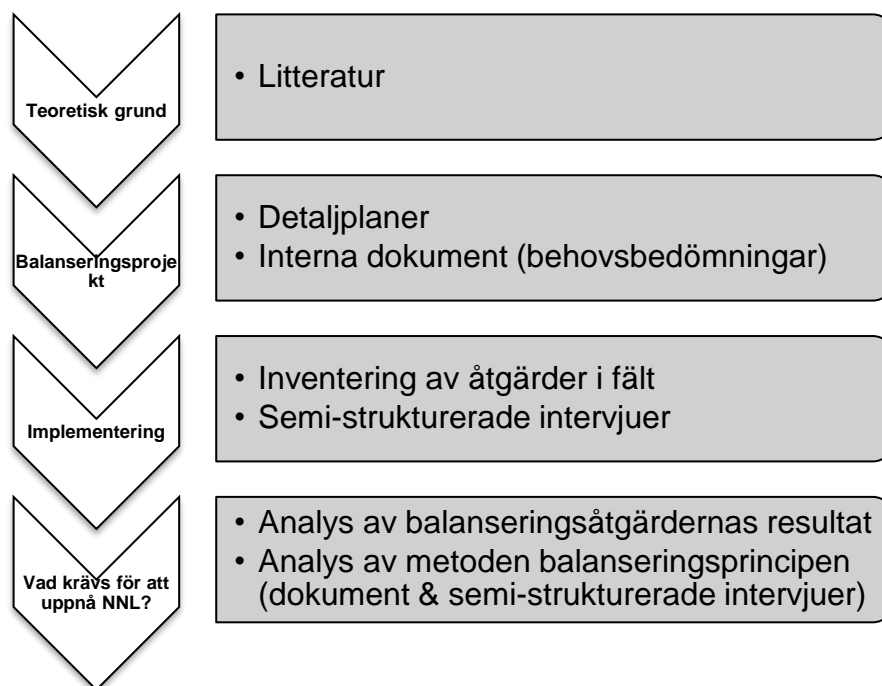 Teoretisk grund
• Litteratur
Balanseringsproje
kt
• Detaljplaner
• Interna dokument (behovsbedömningar)
Implementering
• Inventering av åtgärder i fält
• Semi-strukturerade intervjuer
Vad krävs för att
uppnå NNL?
• Analys av balanseringsåtgärdernas resultat
• Analys av metoden balanseringsprincipen
(dokument & semi-strukturerade intervjuer)